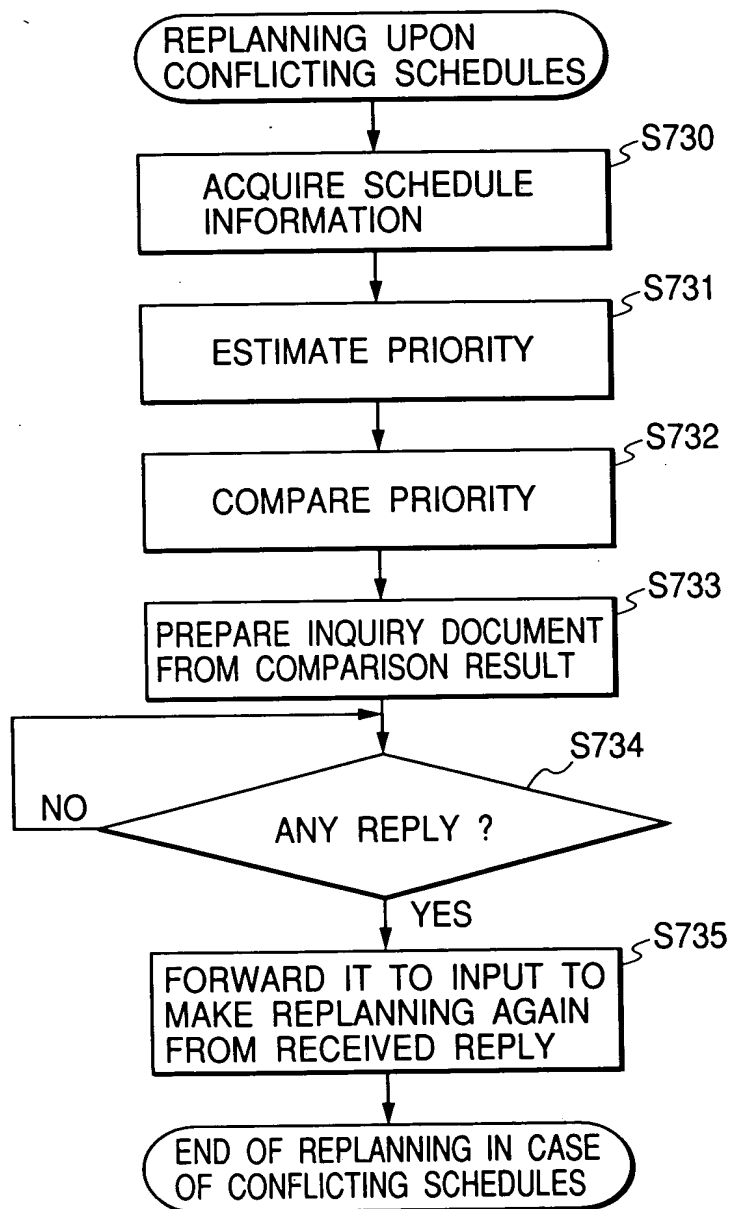 REPLANNING UPON
CONFLICTING SCHEDULES
S730
ACQUIRE SCHEDULE
INFORMATION
S731
ESTIMATE PRIORITY
S732
COMPARE PRIORITY
S733
PREPARE INQUIRY DOCUMENT
FROM COMPARISON RESULT
S734
NO
ANY REPLY ?
YES
S735
FORWARD IT TO INPUT TO
MAKE REPLANNING AGAIN
FROM RECEIVED REPLY
END OF REPLANNING IN CASE
OF CONFLICTING SCHEDULES